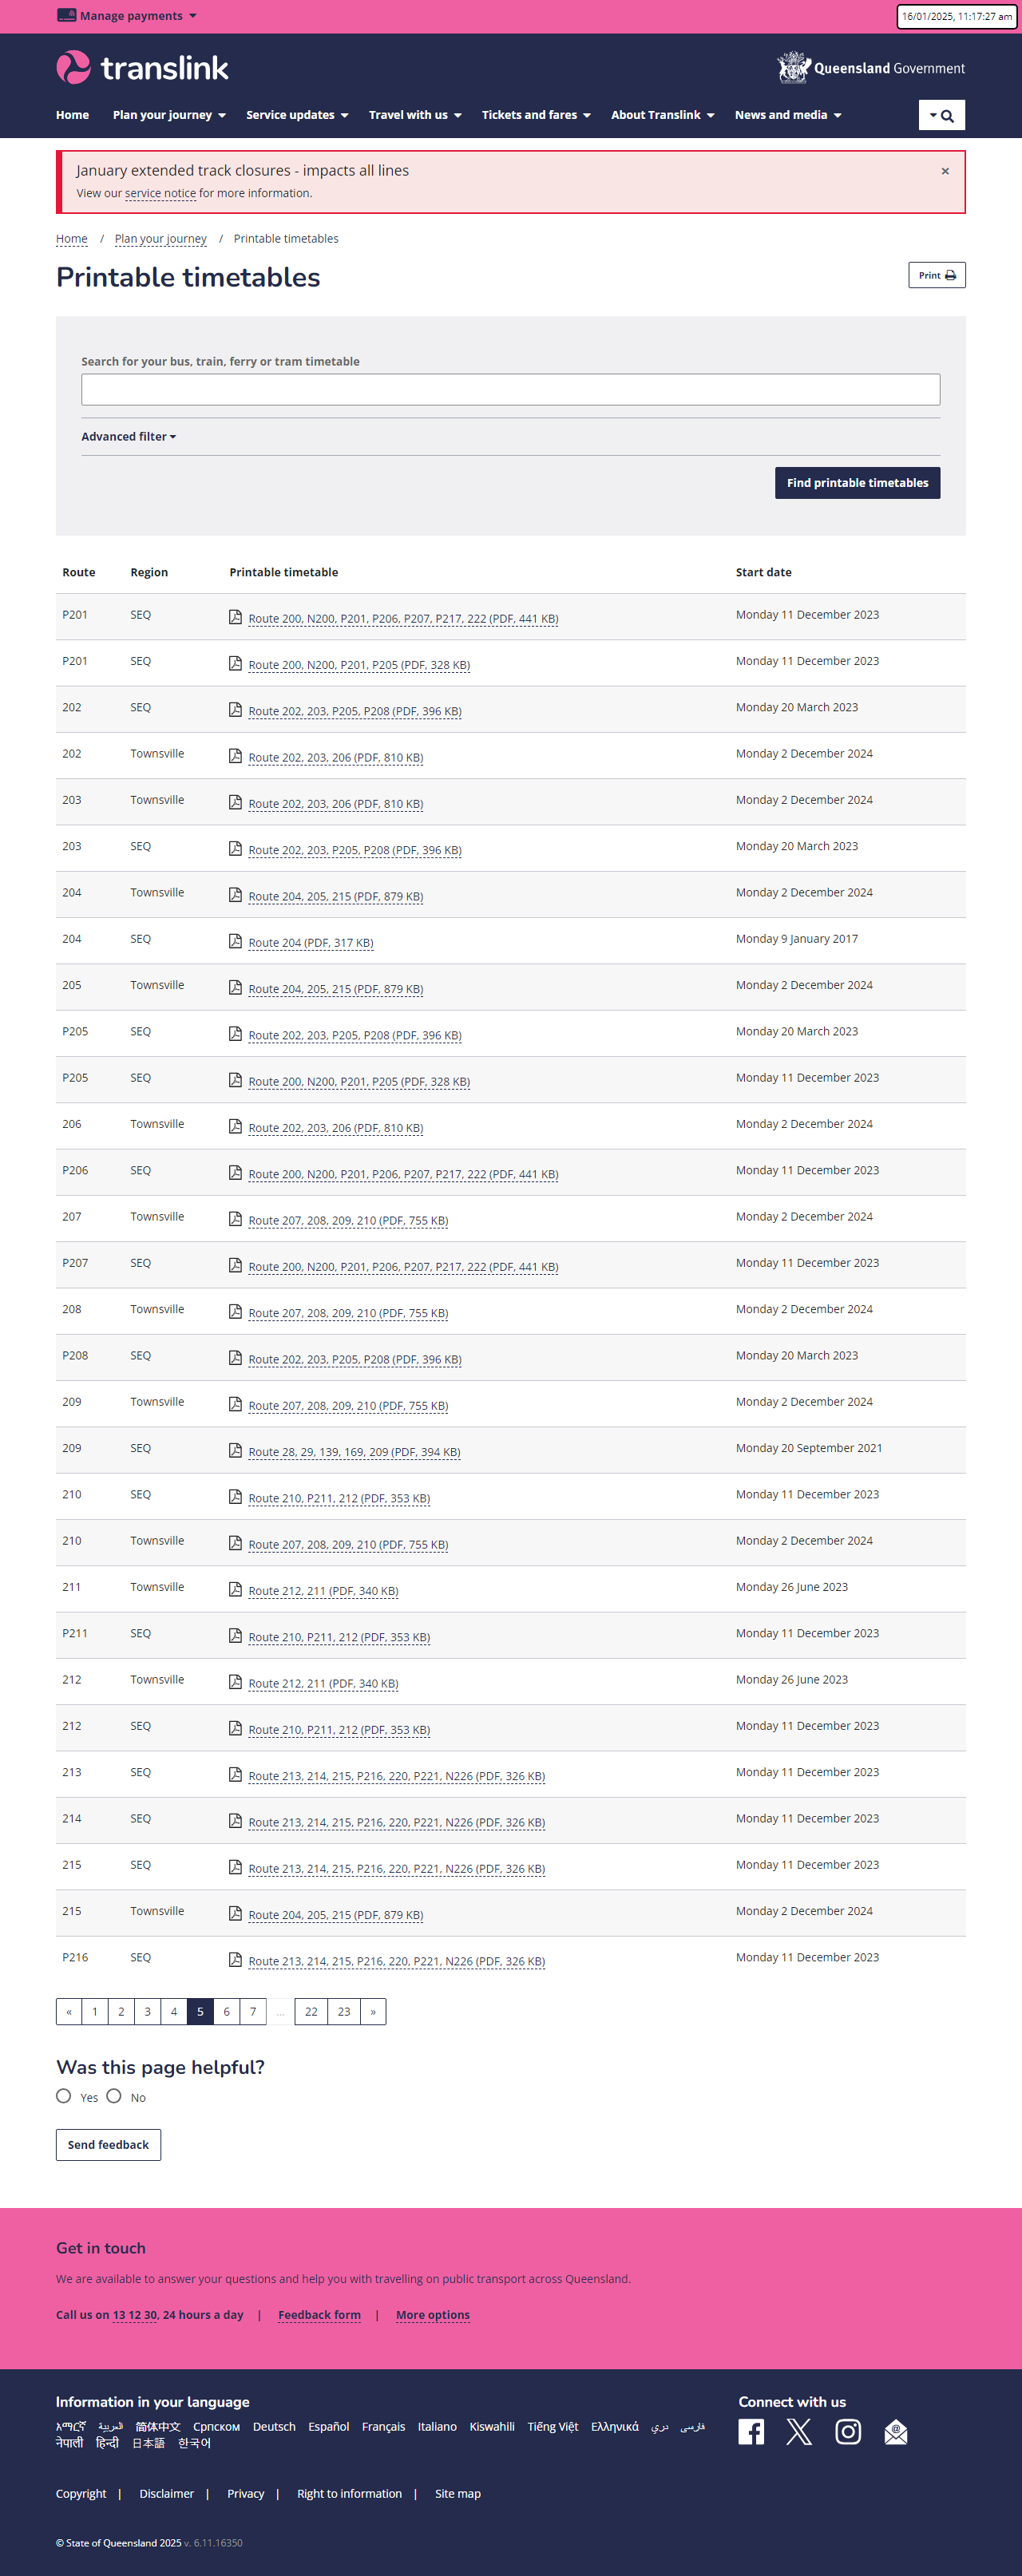 Manage payments
16/01/2025, 11:17:27 am
translink
Queensland Government
Home Plan your journey Service updates Travel with us Tickets and fares About Translink News and media
January extended track closures - impacts all lines ×
View our service notice for more information.
Home / Plan your journey / Printable timetables
Printable timetables
Print
Search for your bus, train, ferry or tram timetable
Advanced filter
Find printable timetables
Route Region Printable timetable Start date
P201 SEQ Route 200, N200, P201, P206, P207, P217, 222 (PDF, 441 KB) Monday 11 December 2023
P201 SEQ Route 200, N200, P201, P205 (PDF, 328 KB) Monday 11 December 2023
202 SEQ Route 202, 203, P205, P208 (PDF, 396 KB) Monday 20 March 2023
202 Townsville Route 202, 203, 206 (PDF, 810 KB) Monday 2 December 2024
203 Townsville Route 202, 203, 206 (PDF, 810 KB) Monday 2 December 2024
203 SEQ Route 202, 203, P205, P208 (PDF, 396 KB) Monday 20 March 2023
204 Townsville Route 204, 205, 215 (PDF, 879 KB) Monday 2 December 2024
204 SEQ Route 204 (PDF, 317 KB) Monday 9 January 2017
205 Townsville Route 204, 205, 215 (PDF, 879 KB) Monday 2 December 2024
P205 SEQ Route 202, 203, P205, P208 (PDF, 396 KB) Monday 20 March 2023
P205 SEQ Route 200, N200, P201, P205 (PDF, 328 KB) Monday 11 December 2023
206 Townsville Route 202, 203, 206 (PDF, 810 KB) Monday 2 December 2024
P206 SEQ Route 200, N200, P201, P206, P207, P217, 222 (PDF, 441 KB) Monday 11 December 2023
207 Townsville Route 207, 208, 209, 210 (PDF, 755 KB) Monday 2 December 2024
P207 SEQ Route 200, N200, P201, P206, P207, P217, 222 (PDF, 441 KB) Monday 11 December 2023
208 Townsville Route 207, 208, 209, 210 (PDF, 755 KB) Monday 2 December 2024
P208 SEQ Route 202, 203, P205, P208 (PDF, 396 KB) Monday 20 March 2023
209 Townsville Route 207, 208, 209, 210 (PDF, 755 KB) Monday 2 December 2024
209 SEQ Route 28, 29, 139, 169, 209 (PDF, 394 KB) Monday 20 September 2021
210 SEQ Route 210, P211, 212 (PDF, 353 KB) Monday 11 December 2023
210 Townsville Route 207, 208, 209, 210 (PDF, 755 KB) Monday 2 December 2024
211 Townsville Route 212, 211 (PDF, 340 KB) Monday 26 June 2023
P211 SEQ Route 210, P211, 212 (PDF, 353 KB) Monday 11 December 2023
212 Townsville Route 212, 211 (PDF, 340 KB) Monday 26 June 2023
212 SEQ Route 210, P211, 212 (PDF, 353 KB) Monday 11 December 2023
213 SEQ Route 213, 214, 215, P216, 220, P221, N226 (PDF, 326 KB) Monday 11 December 2023
214 SEQ Route 213, 214, 215, P216, 220, P221, N226 (PDF, 326 KB) Monday 11 December 2023
215 SEQ Route 213, 214, 215, P216, 220, P221, N226 (PDF, 326 KB) Monday 11 December 2023
215 Townsville Route 204, 205, 215 (PDF, 879 KB) Monday 2 December 2024
P216 SEQ Route 213, 214, 215, P216, 220, P221, N226 (PDF, 326 KB) Monday 11 December 2023
« 1 2 3 4 5 6 7 ... 22 23 »
Was this page helpful?
Yes No
Send feedback
Get in touch
We are available to answer your questions and help you with travelling on public transport across Queensland.
Call us on 13 12 30, 24 hours a day | Feedback form | More options
Information in your language
አማርኛ العربية 简体中文 Српском Deutsch Español Français Italiano Kiswahili Tiếng Việt Ελληνικά دری فارسی
नेपाली हिन्दी 日本語 한국어
Connect with us
Copyright | Disclaimer | Privacy | Right to information | Site map
© State of Queensland 2025 v. 6.11.16350